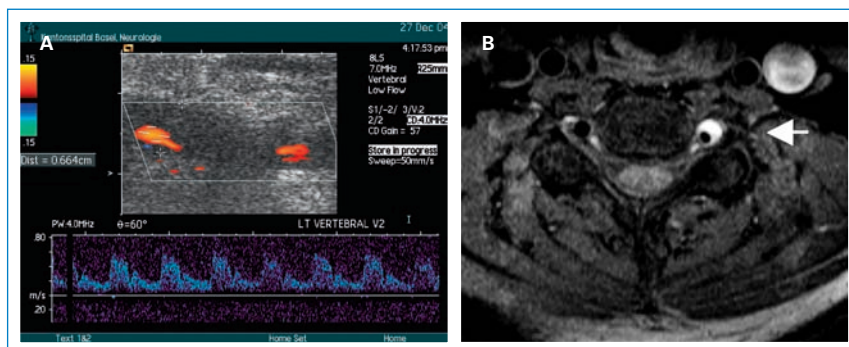 A
B
Kantonsspital Basel, Neurologie
27 Dec 04
4:17:53 pm
8L5
7.0MHz 225mm
Vertebral
Low Flow
S1/-2/ 3/V:2
2/2 CD:4.0MHz
CD Gain = 57
Store in progress
Sweep=50mm/s
.15
.15
Dist = 0.664cm
PW:4.0MHz θ=60° LT VERTEBRAL V2
.80
m/s
.20
Text 1&2 Home Set Home